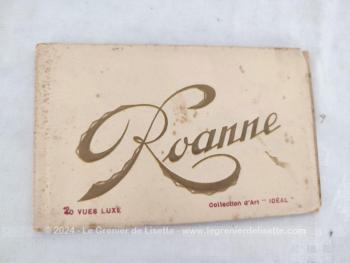 Roanne
20 VUES LUXE
Collection d'Art " IDÉAL "
© 2024 - Le Grenier de Lisette - www.legrenierdelisette.com